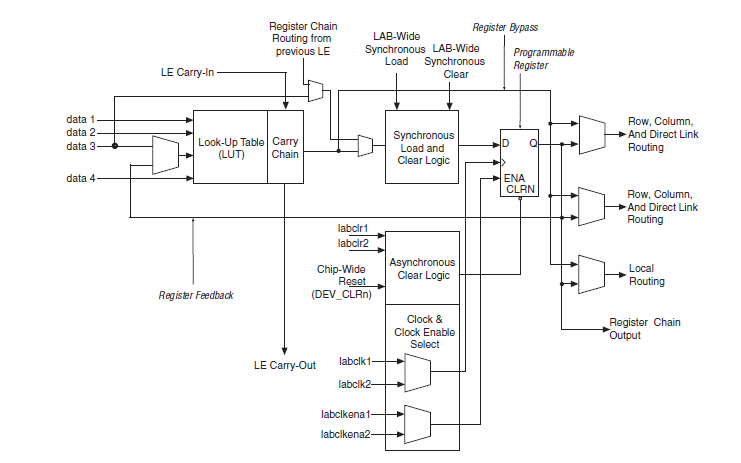 Register Chain
Routing from
previous LE
LAB-Wide
Synchronous
Load
LAB-Wide
Synchronous
Clear
Register Bypass
Programmable
Register
LE Carry-In
data 1
data 2
data 3
data 4
Look-Up Table
(LUT)
Carry
Chain
Synchronous
Load and
Clear Logic
D
Q
ENA
CLRN
Row, Column,
And Direct Link
Routing
Row, Column,
And Direct Link
Routing
Local
Routing
Register Chain
Output
labclr1
labclr2
Chip-Wide
Reset
(DEV_CLRn)
Asynchronous
Clear Logic
Register Feedback
Clock &
Clock Enable
Select
LE Carry-Out
labclk1
labclk2
labclkena1
labclkena2